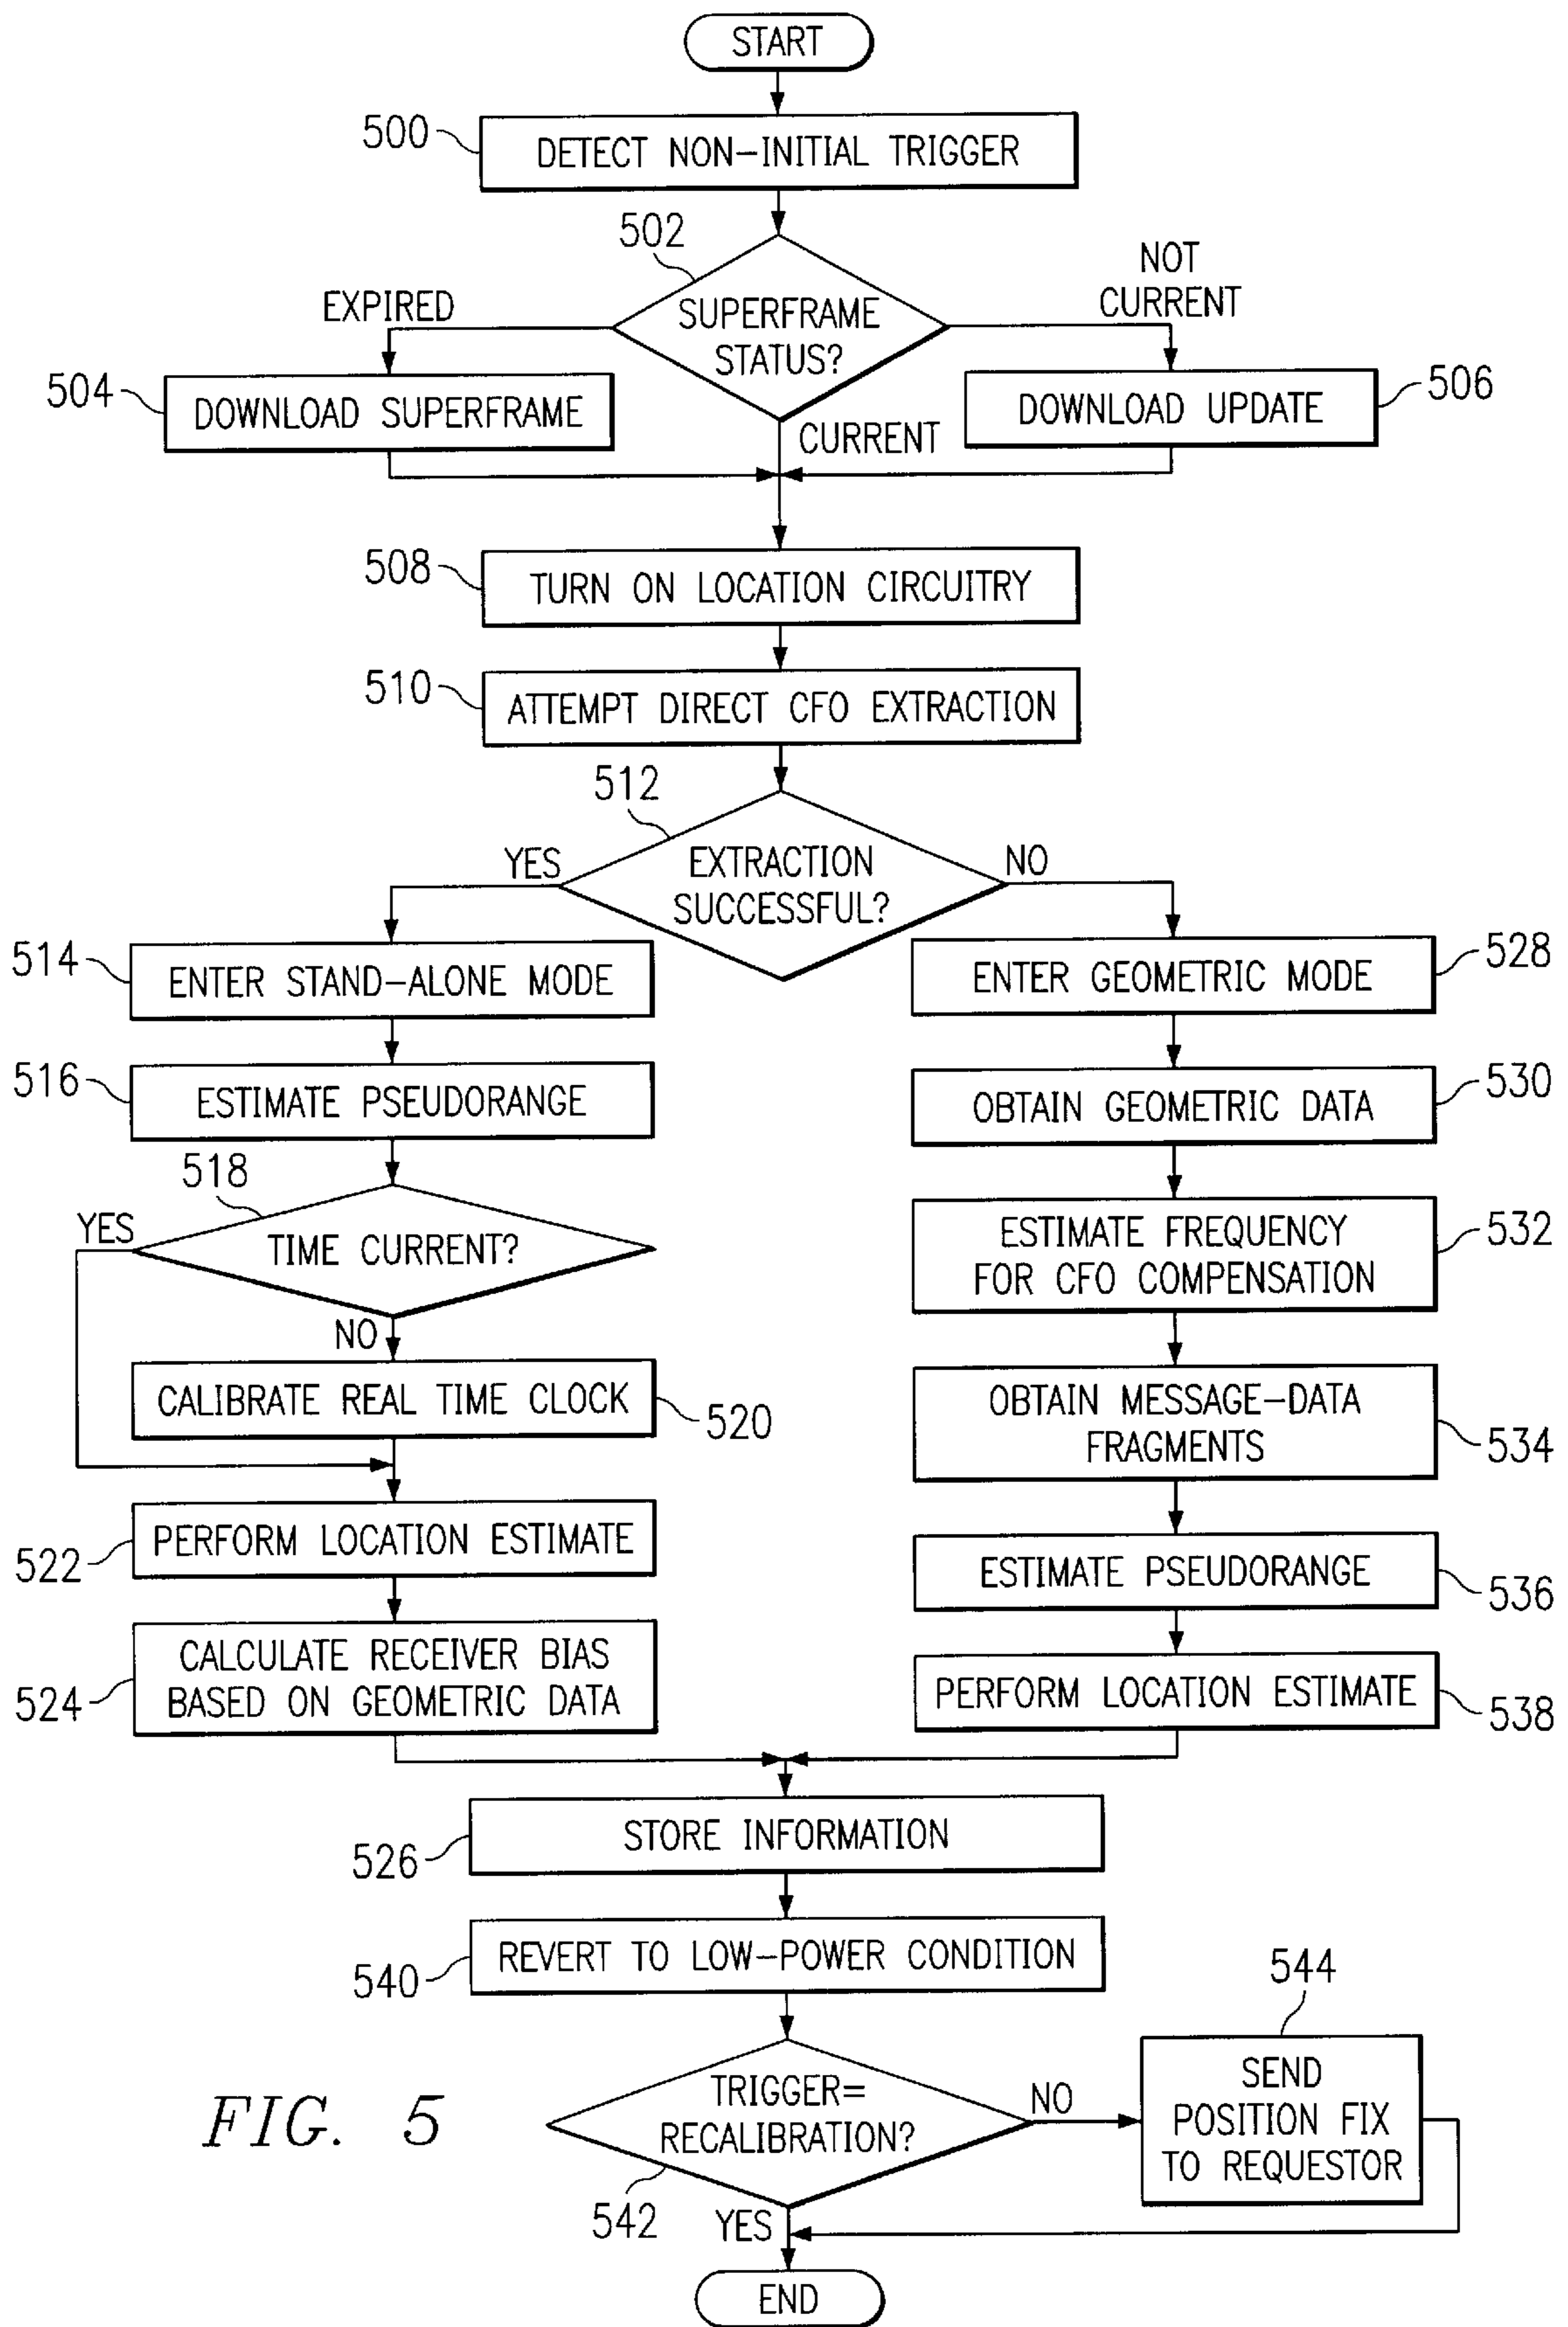 START
500
DETECT NON-INITIAL TRIGGER
502
EXPIRED
SUPERFRAME
STATUS?
NOT
CURRENT
504
DOWNLOAD SUPERFRAME
DOWNLOAD UPDATE
506
CURRENT
508
TURN ON LOCATION CIRCUITRY
510
ATTEMPT DIRECT CFO EXTRACTION
512
YES
EXTRACTION
SUCCESSFUL?
NO
514
ENTER STAND-ALONE MODE
516
ESTIMATE PSEUDORANGE
518
YES
TIME CURRENT?
NO
CALIBRATE REAL TIME CLOCK
520
522
PERFORM LOCATION ESTIMATE
524
CALCULATE RECEIVER BIAS
BASED ON GEOMETRIC DATA
ENTER GEOMETRIC MODE
528
OBTAIN GEOMETRIC DATA
530
ESTIMATE FREQUENCY
FOR CFO COMPENSATION
532
OBTAIN MESSAGE-DATA
FRAGMENTS
534
ESTIMATE PSEUDORANGE
536
PERFORM LOCATION ESTIMATE
538
526
STORE INFORMATION
540
REVERT TO LOW-POWER CONDITION
TRIGGER=
RECALIBRATION?
542
NO
544
SEND
POSITION FIX
TO REQUESTOR
YES
END
FIG. 5